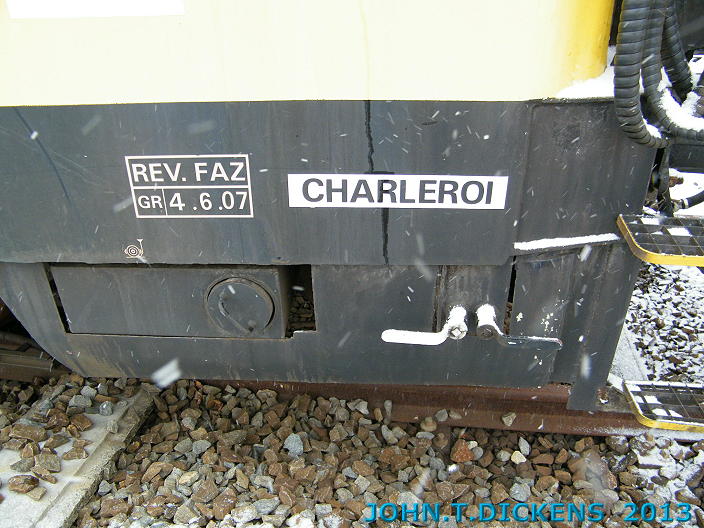 REV. FAZ
GR 4.6.07
CHARLEROI
JOHN.T.DICKENS 2013